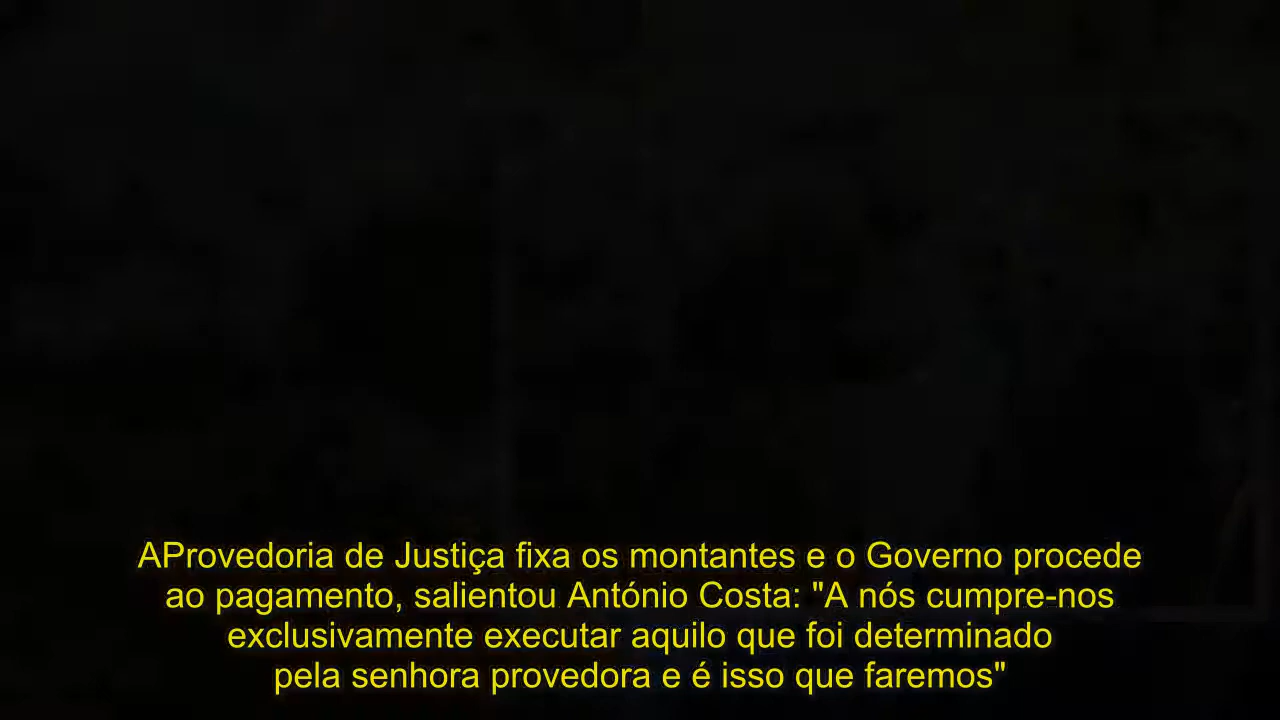 AProvedoria de Justiça fixa os montantes e o Governo procede
ao pagamento, salientou António Costa: "A nós cumpre-nos
exclusivamente executar aquilo que foi determinado
pela senhora provedora e é isso que faremos"